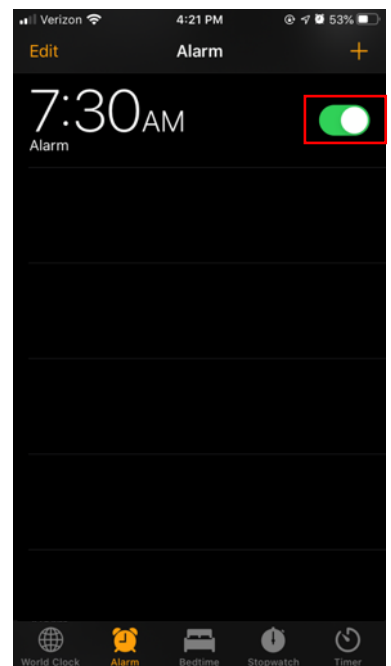 Verizon 4:21 PM 53%
Edit Alarm +
7:30AM
Alarm
World Clock Alarm Bedtime Stopwatch Timer